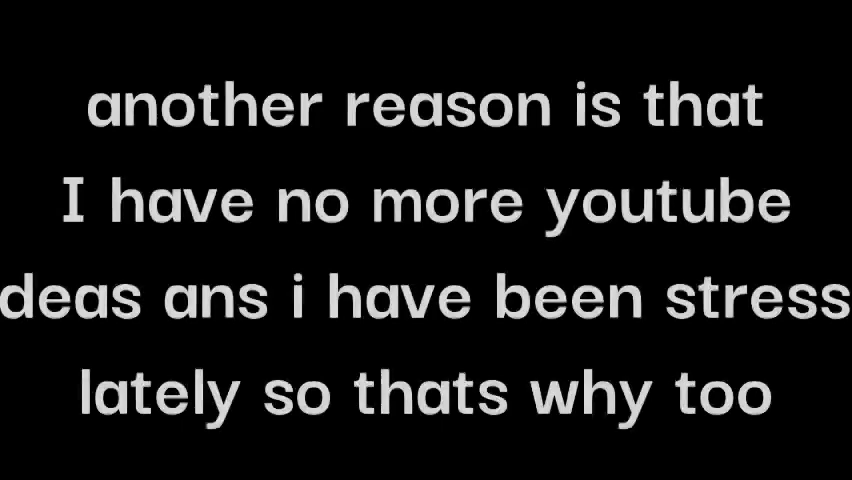 another reason is that
I have no more youtube
deas ans i have been stress
lately so thats why too